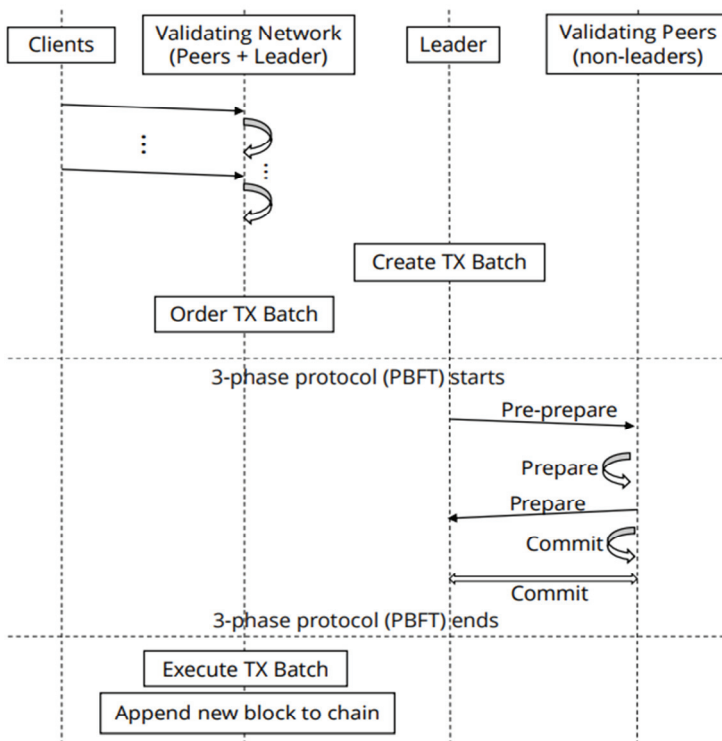 Clients
Validating Network
(Peers + Leader)
Leader
Validating Peers
(non-leaders)
...
...
Create TX Batch
Order TX Batch
3-phase protocol (PBFT) starts
Pre-prepare
Prepare
Prepare
Commit
Commit
3-phase protocol (PBFT) ends
Execute TX Batch
Append new block to chain